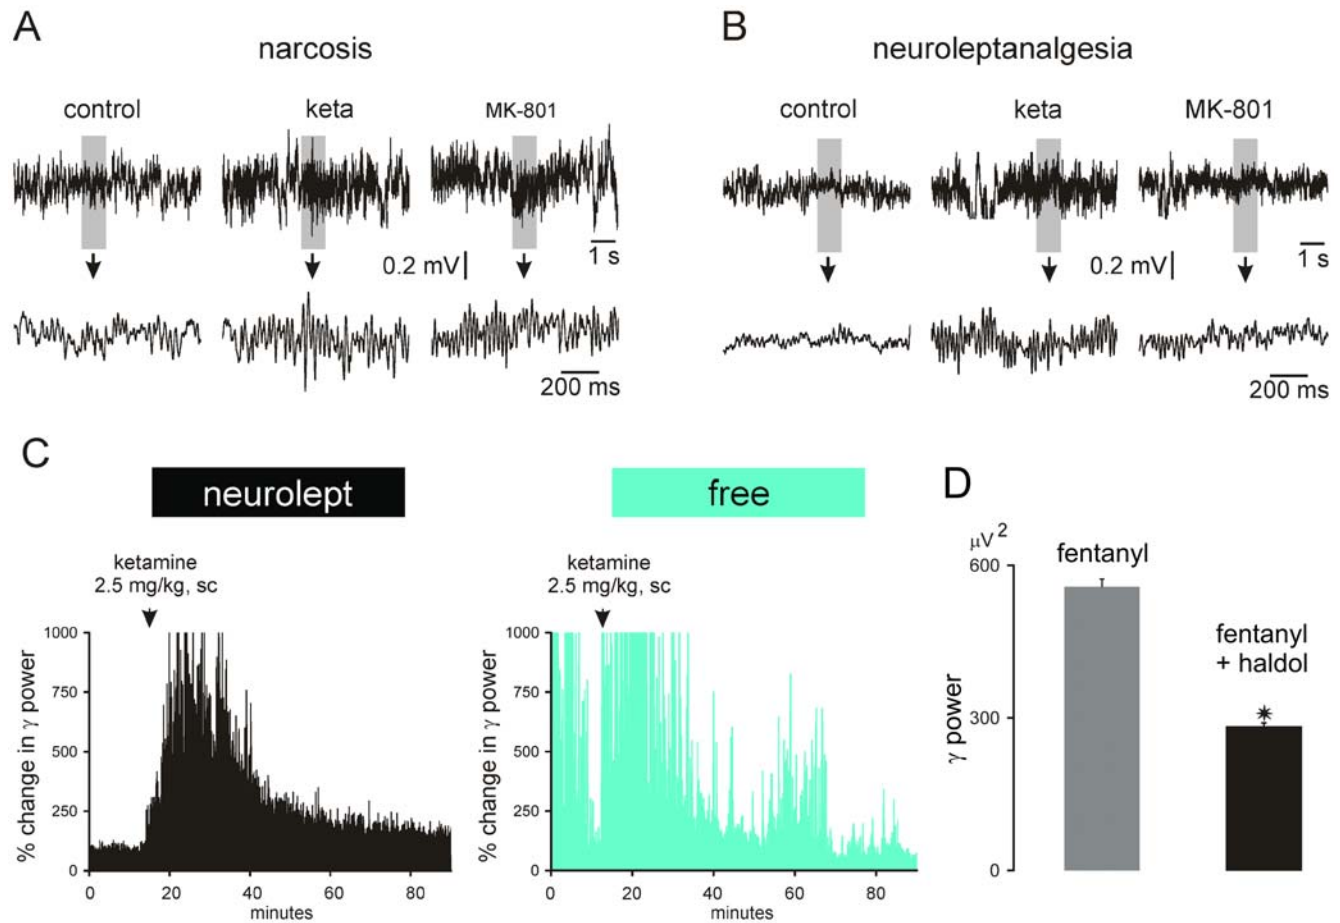 A
narcosis
control
keta
MK-801
0.2 mV
1 s
200 ms
B
neuroleptanalgesia
control
keta
MK-801
0.2 mV
1 s
200 ms
C
neurolept
ketamine
2.5 mg/kg, sc
% change in γ power
1000
750
500
250
0
0 20 40 60 80
minutes
free
ketamine
2.5 mg/kg, sc
% change in γ power
1000
750
500
250
0
0 20 40 60 80
minutes
D
μV²
600
300
0
γ power
fentanyl
fentanyl
+ haldol
✷